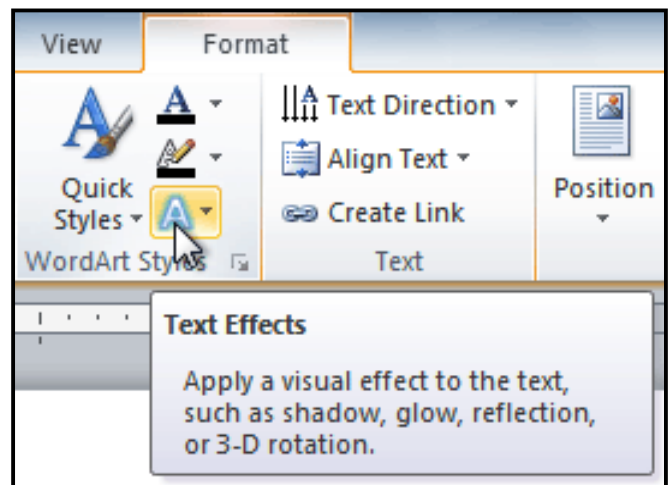 View Format
Text Direction
Align Text
Create Link
Quick
Styles
Position
WordArt Styles
Text
Text Effects
Apply a visual effect to the text,
such as shadow, glow, reflection,
or 3-D rotation.